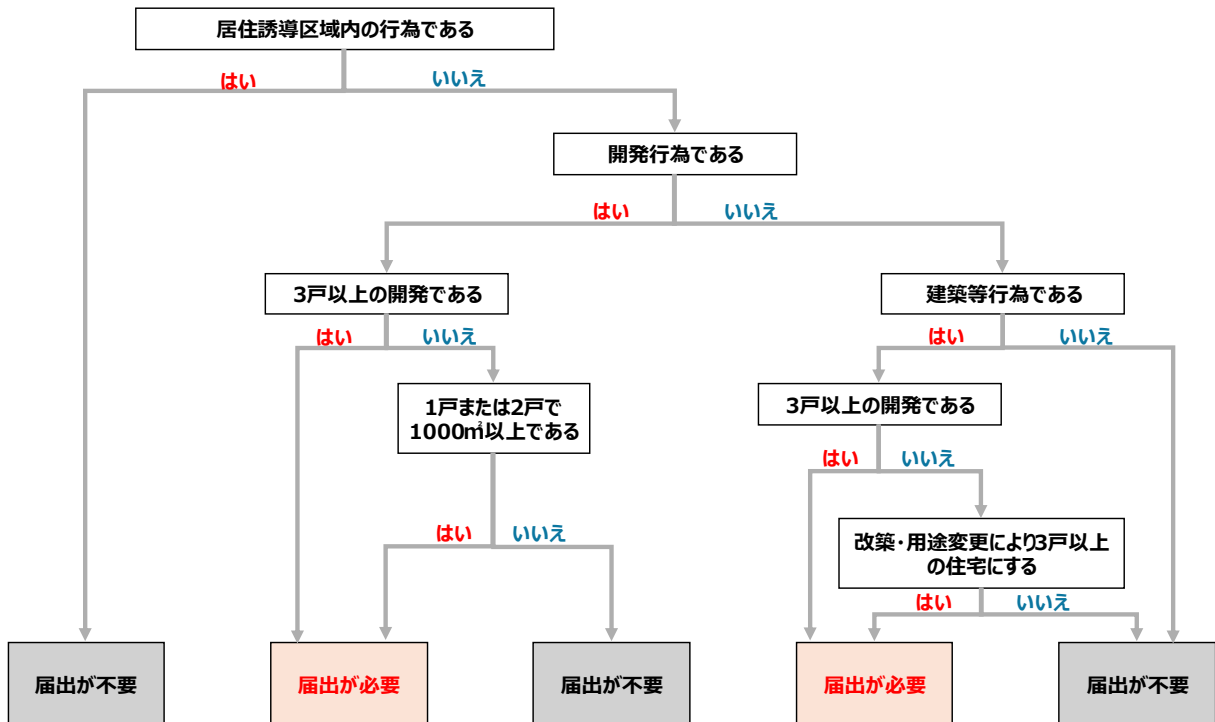 居住誘導区域内の行為である
はい
いいえ
開発行為である
はい
いいえ
3戸以上の開発である
建築等行為である
はい
いいえ
はい
いいえ
1戸または2戸で
1000㎡以上である
3戸以上の開発である
はい
いいえ
はい
いいえ
改築・用途変更により3戸以上
の住宅にする
はい
いいえ
届出が不要
届出が必要
届出が不要
届出が必要
届出が不要